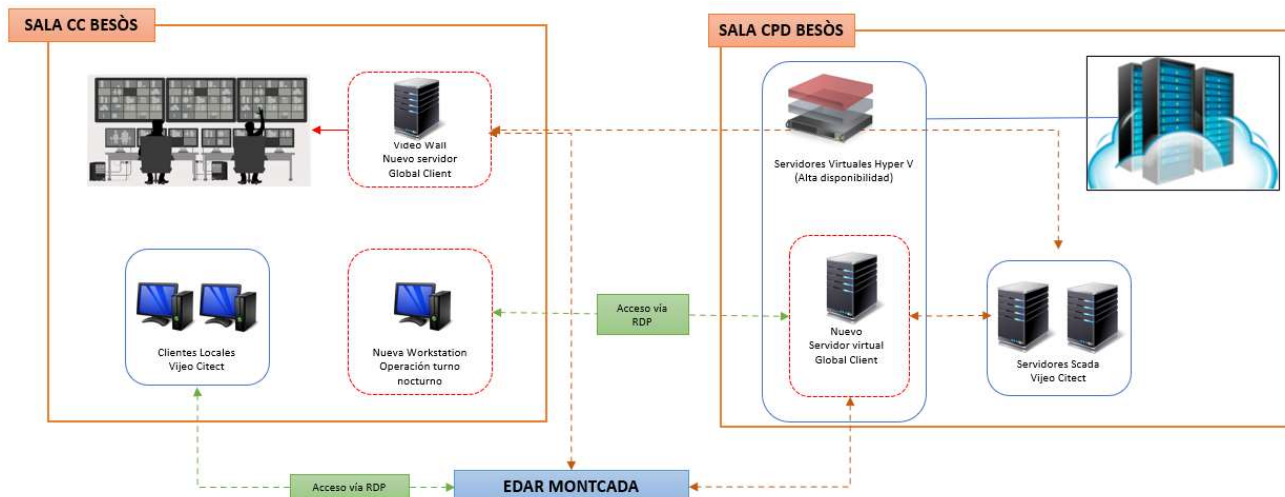 SALA CC BESÒS
Video Wall
Nuevo servidor
Global Client
Clientes Locales
Vijeo Citect
Nueva Workstation
Operación turno
nocturno
Acceso vía
RDP
SALA CPD BESÒS
Servidores Virtuales Hyper V
(Alta disponibilidad)
Nuevo
Servidor virtual
Global Client
Servidores Scada
Vijeo Citect
Acceso vía RDP
EDAR MONTCADA